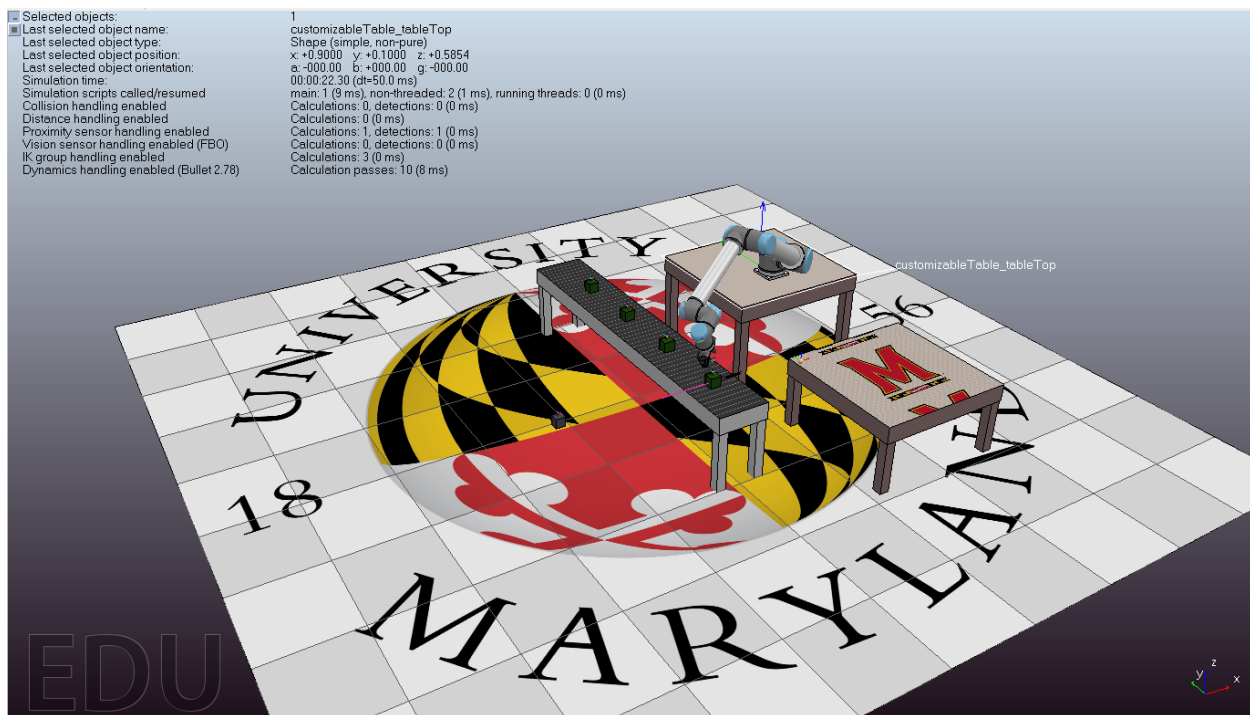 Selected objects: 1
Last selected object name: customizableTable_tableTop
Last selected object type: Shape (simple, non-pure)
Last selected object position: x: +0.9000 y: +0.1000 z: +0.5854
Last selected object orientation: a: -000.00 b: +000.00 g: -000.00
Simulation time: 00:00:22.30 (dt=50.0 ms)
Simulation scripts called/resumed main: 1 (9 ms), non-threaded: 2 (1 ms), running threads: 0 (0 ms)
Collision handling enabled Calculations: 0, detections: 0 (0 ms)
Distance handling enabled Calculations: 0 (0 ms)
Proximity sensor handling enabled Calculations: 1, detections: 1 (0 ms)
Vision sensor handling enabled (FBO) Calculations: 0, detections: 0 (0 ms)
IK group handling enabled Calculations: 3 (0 ms)
Dynamics handling enabled (Bullet 2.78) Calculation passes: 10 (8 ms)
UNIVERSITY
customizableTable_tableTop
18
56
M
MARYLAND
EDU
z
y
x